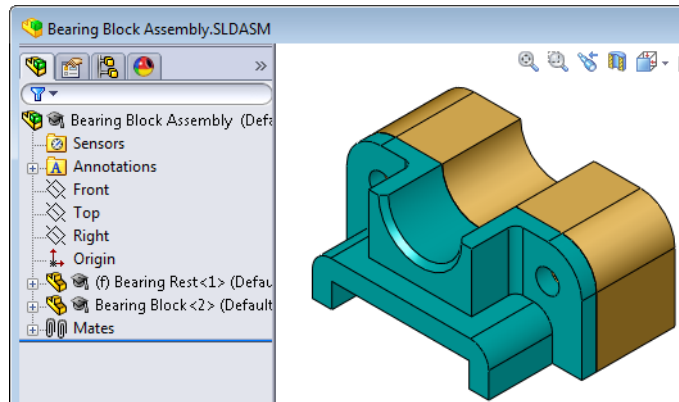 Bearing Block Assembly.SLDASM
»
Bearing Block Assembly (Defa
Sensors
A Annotations
Front
Top
Right
Origin
(f) Bearing Rest<1> (Defau
Bearing Block<2> (Default
Mates